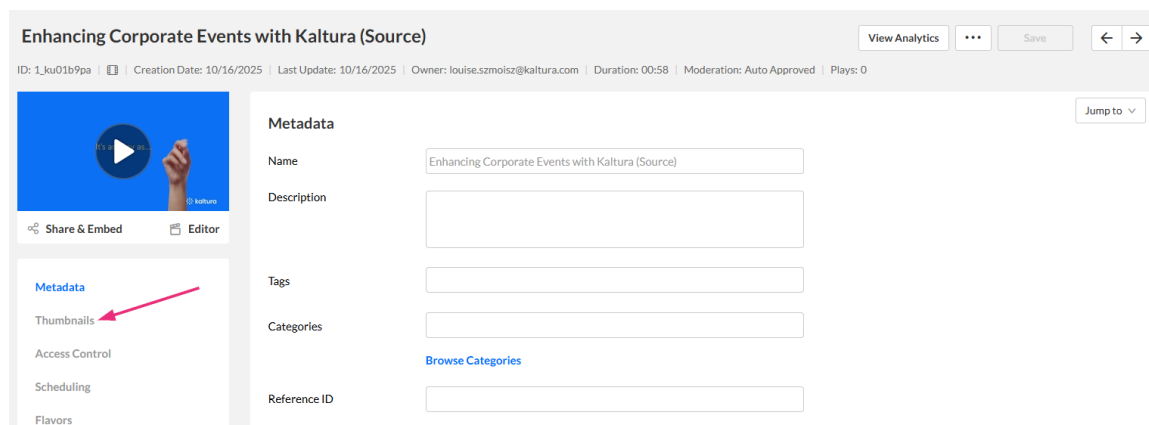 Enhancing Corporate Events with Kaltura (Source)
View Analytics
•••
Save
ID: 1_ku01b9pa | Creation Date: 10/16/2025 | Last Update: 10/16/2025 | Owner: louise.szmoisz@kaltura.com | Duration: 00:58 | Moderation: Auto Approved | Plays: 0
kaltura
Share & Embed
Editor
Metadata
Thumbnails
Access Control
Scheduling
Flavors
Jump to
Metadata
Name
Enhancing Corporate Events with Kaltura (Source)
Description
Tags
Categories
Browse Categories
Reference ID